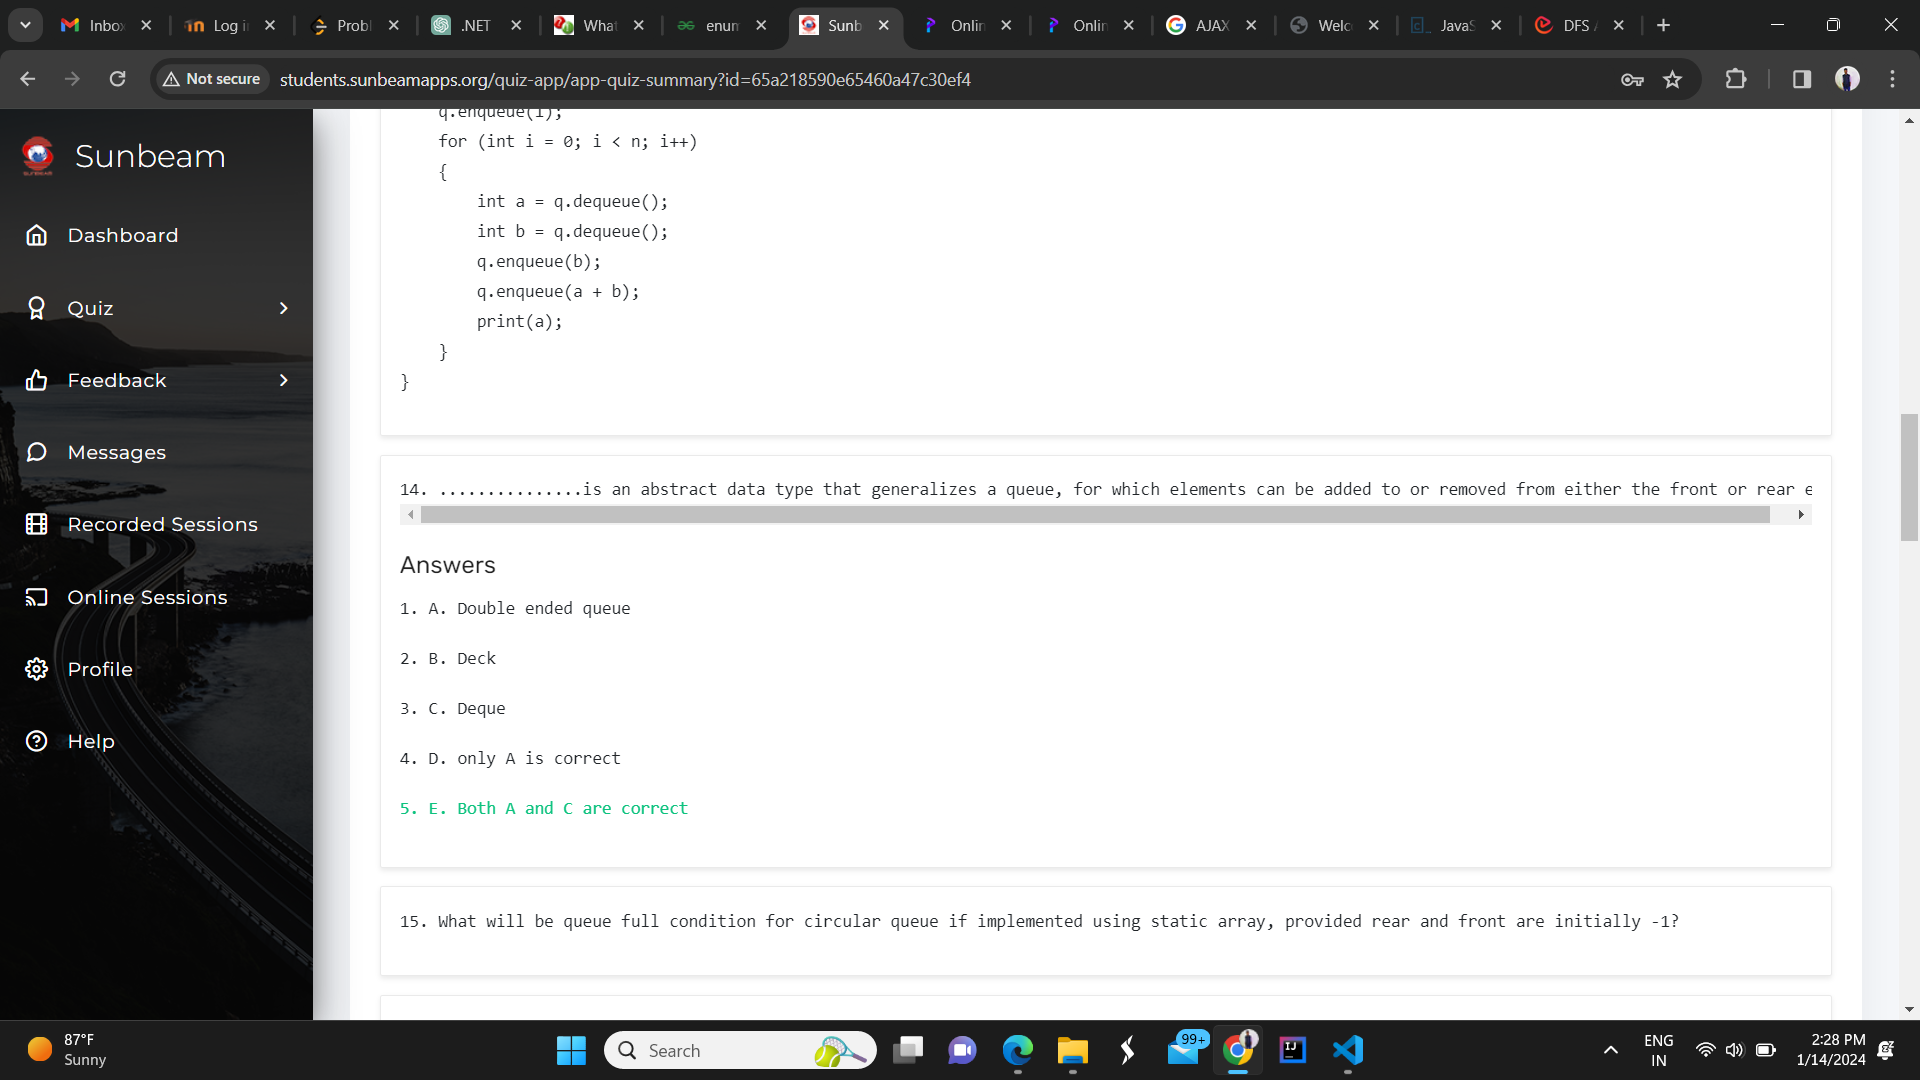 Inbo
Log i
Probl
.NET
What
enum
Sunb
Onlin
Onlin
AJAX
Welc
JavaS
DFS
Not secure
students.sunbeamapps.org/quiz-app/app-quiz-summary?id=65a218590e65460a47c30ef4
Sunbeam
Dashboard
Quiz
Feedback
Messages
Recorded Sessions
Online Sessions
Profile
Help
q.enqueue(1);
for (int i = 0; i < n; i++)
{
int a = q.dequeue();
int b = q.dequeue();
q.enqueue(b);
q.enqueue(a + b);
print(a);
}
}
14. ...............is an abstract data type that generalizes a queue, for which elements can be added to or removed from either the front or rear e
Answers
1. A. Double ended queue
2. B. Deck
3. C. Deque
4. D. only A is correct
5. E. Both A and C are correct
15. What will be queue full condition for circular queue if implemented using static array, provided rear and front are initially -1?
87°F
Sunny
Search
99+
ENG
IN
2:28 PM
1/14/2024